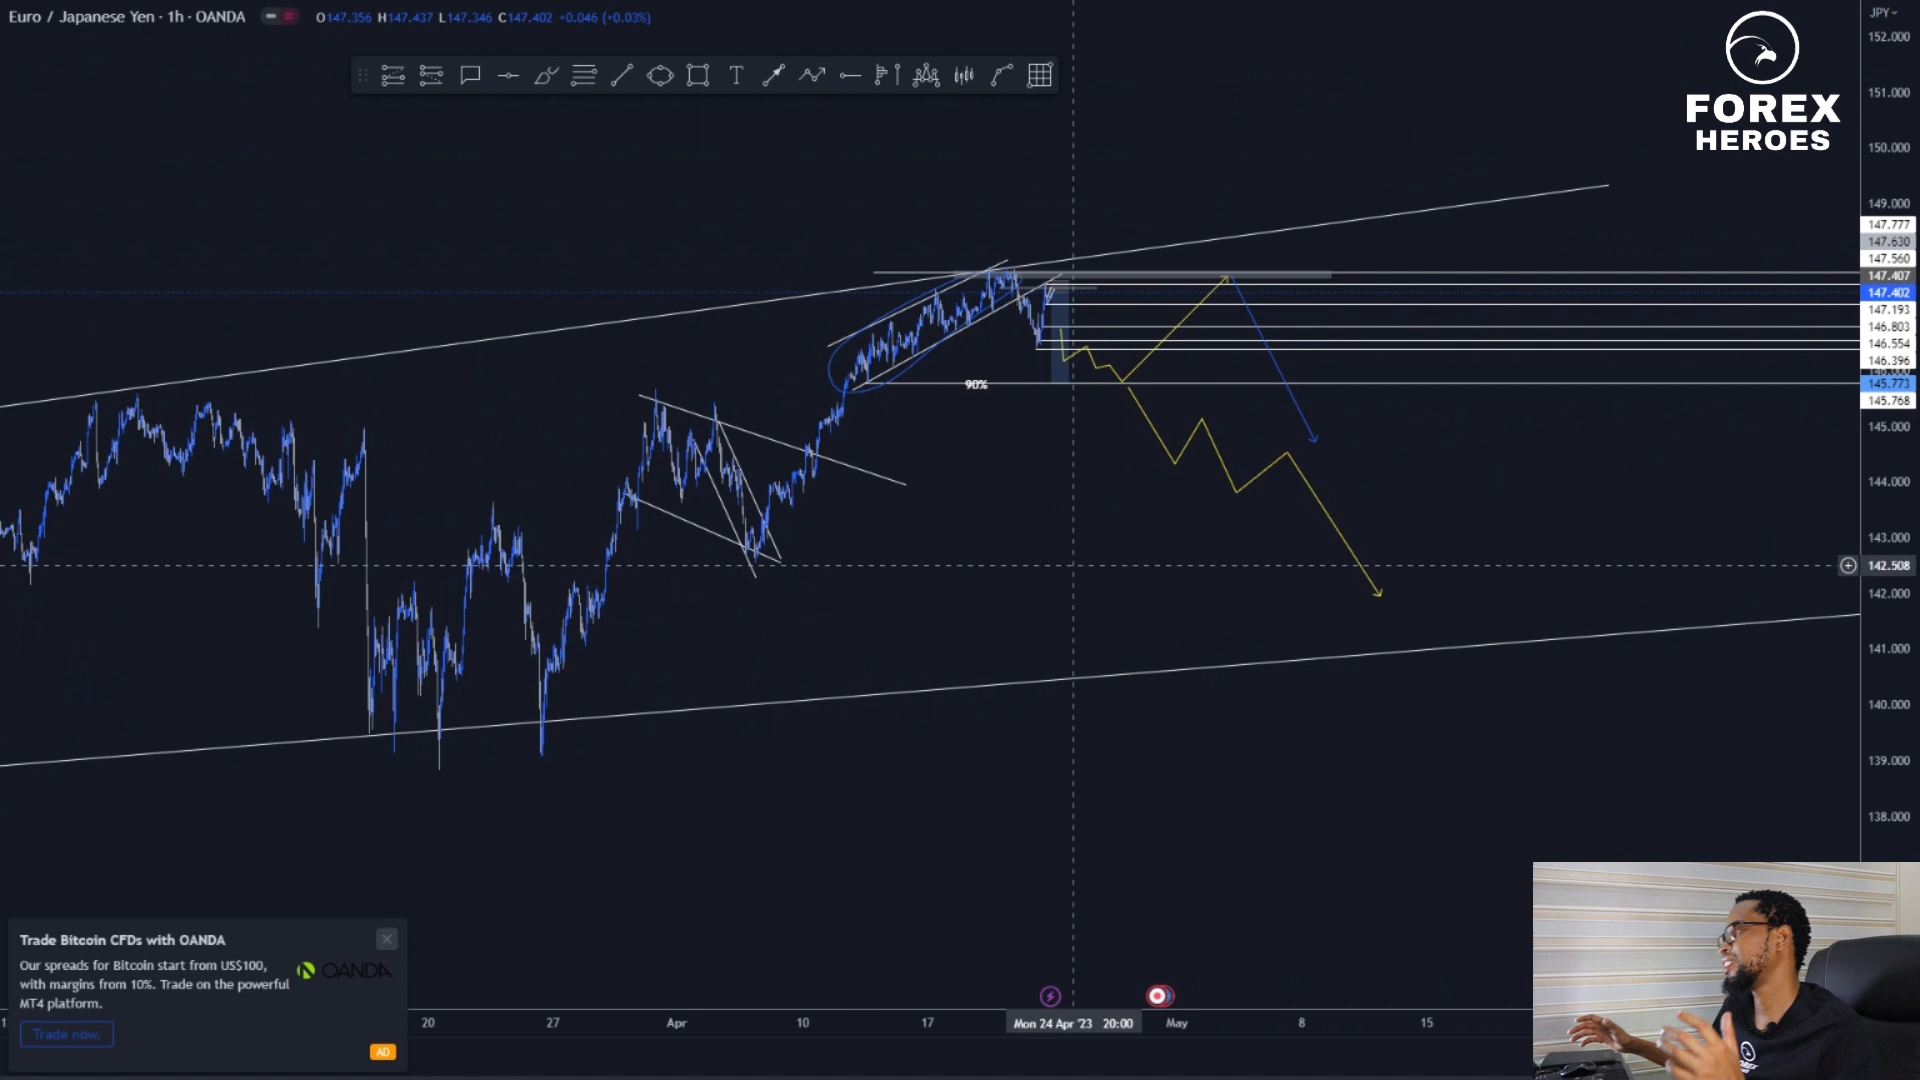 Euro / Japanese Yen · 1h · OANDA O147.356 H147.437 L147.346 C147.402 +0.046 (+0.03%)
JPY
FOREX
HEROES
152.000
151.000
150.000
149.000
147.777
147.630
147.560
147.407
147.402
147.193
146.803
146.554
146.396
145.773
145.768
145.000
144.000
143.000
142.508
142.000
141.000
140.000
139.000
138.000
90%
Trade Bitcoin CFDs with OANDA
Our spreads for Bitcoin start from US$100,
with margins from 10%. Trade on the powerful
MT4 platform.
OANDA
Trade now.
AD
20 27 Apr 10 17 Mon 24 Apr '23 20:00 May 8 15